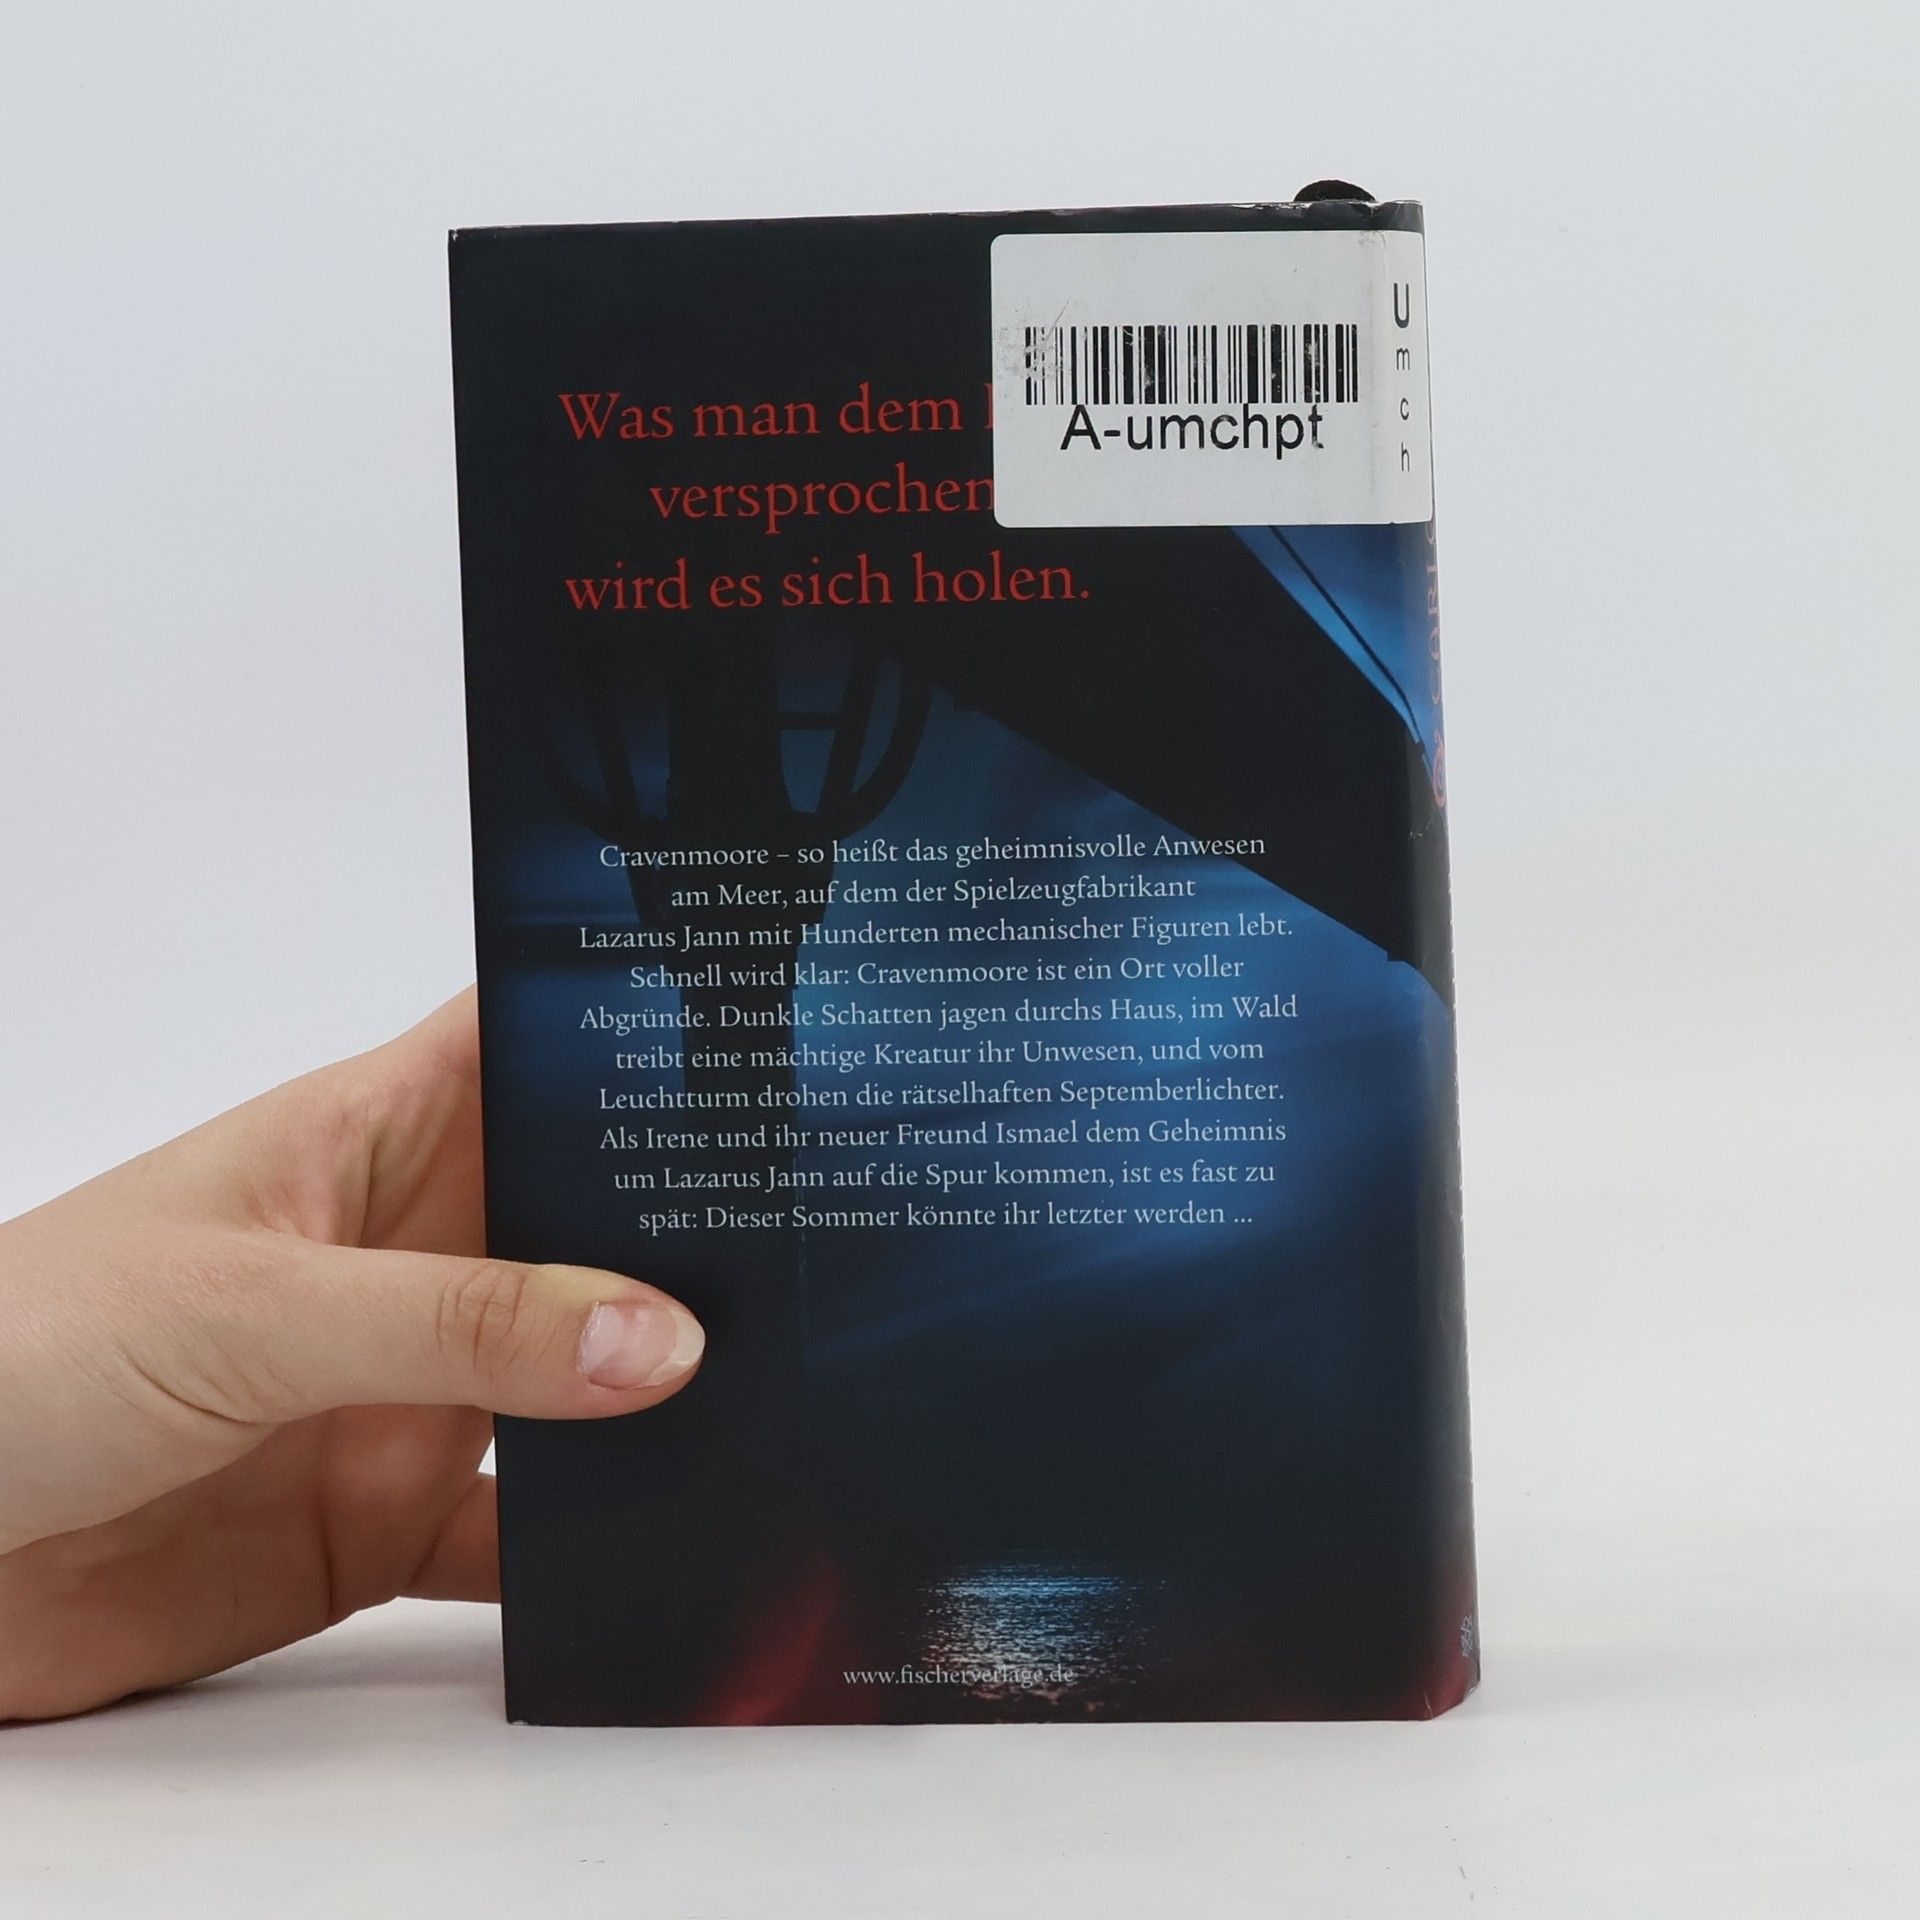 Was man dem
versprochen
wird es sich holen.
A-umchpt
Umch
Cravenmoore – so heißt das geheimnisvolle Anwesen
am Meer, auf dem der Spielzeugfabrikant
Lazarus Jann mit Hunderten mechanischer Figuren lebt.
Schnell wird klar: Cravenmoore ist ein Ort voller
Abgründe. Dunkle Schatten jagen durchs Haus, im Wald
treibt eine mächtige Kreatur ihr Unwesen, und vom
Leuchtturm drohen die rätselhaften Septemberlichter.
Als Irene und ihr neuer Freund Ismael dem Geheimnis
um Lazarus Jann auf die Spur kommen, ist es fast zu
spät: Dieser Sommer könnte ihr letzter werden ...
www.fischerverlage.de